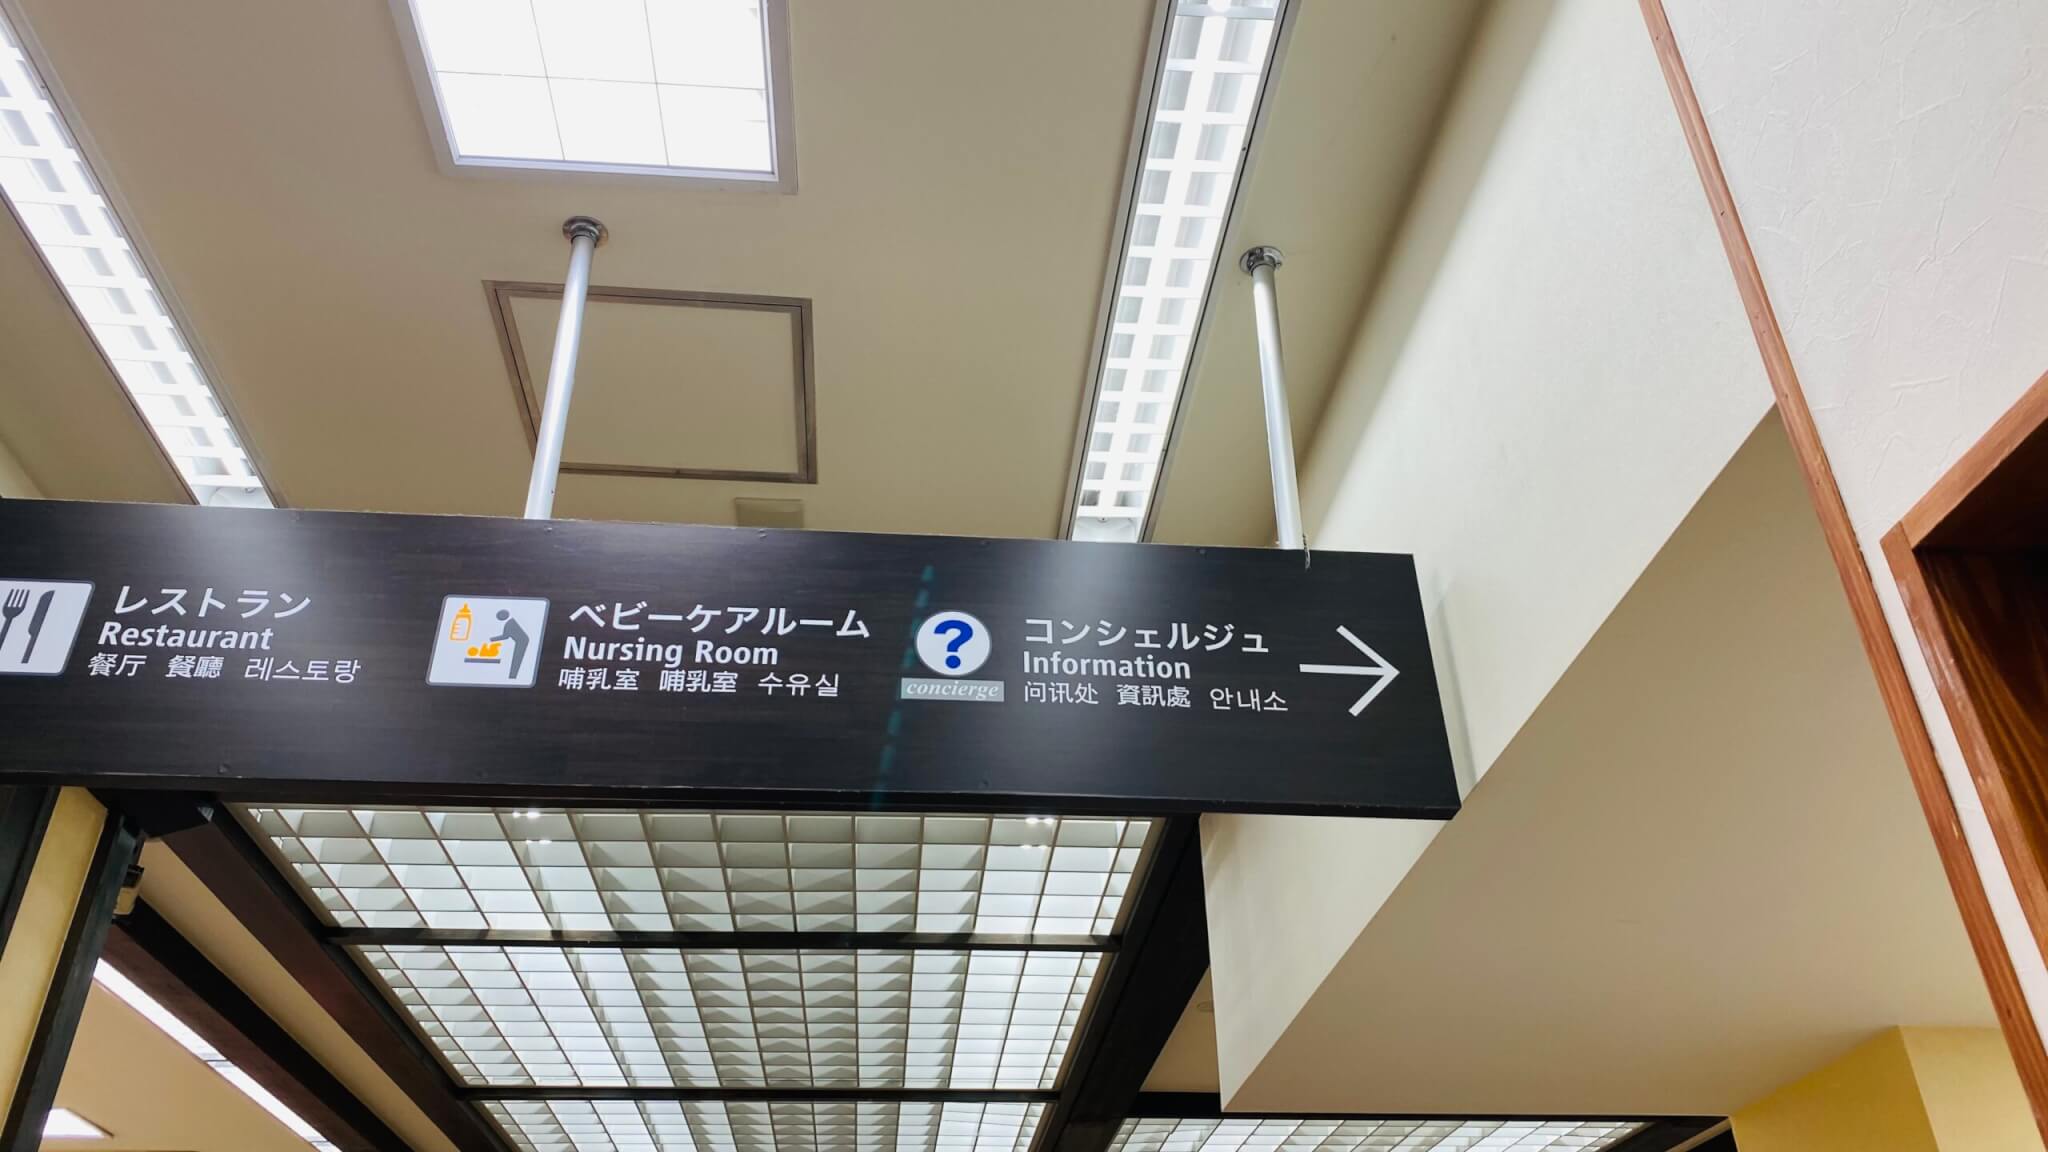 レストラン
Restaurant
餐厅 餐廳 레스토랑
ベビーケアルーム
Nursing Room
哺乳室 哺乳室 수유실
?
concierge
コンシェルジュ
Information
问讯处 資訊處 안내소